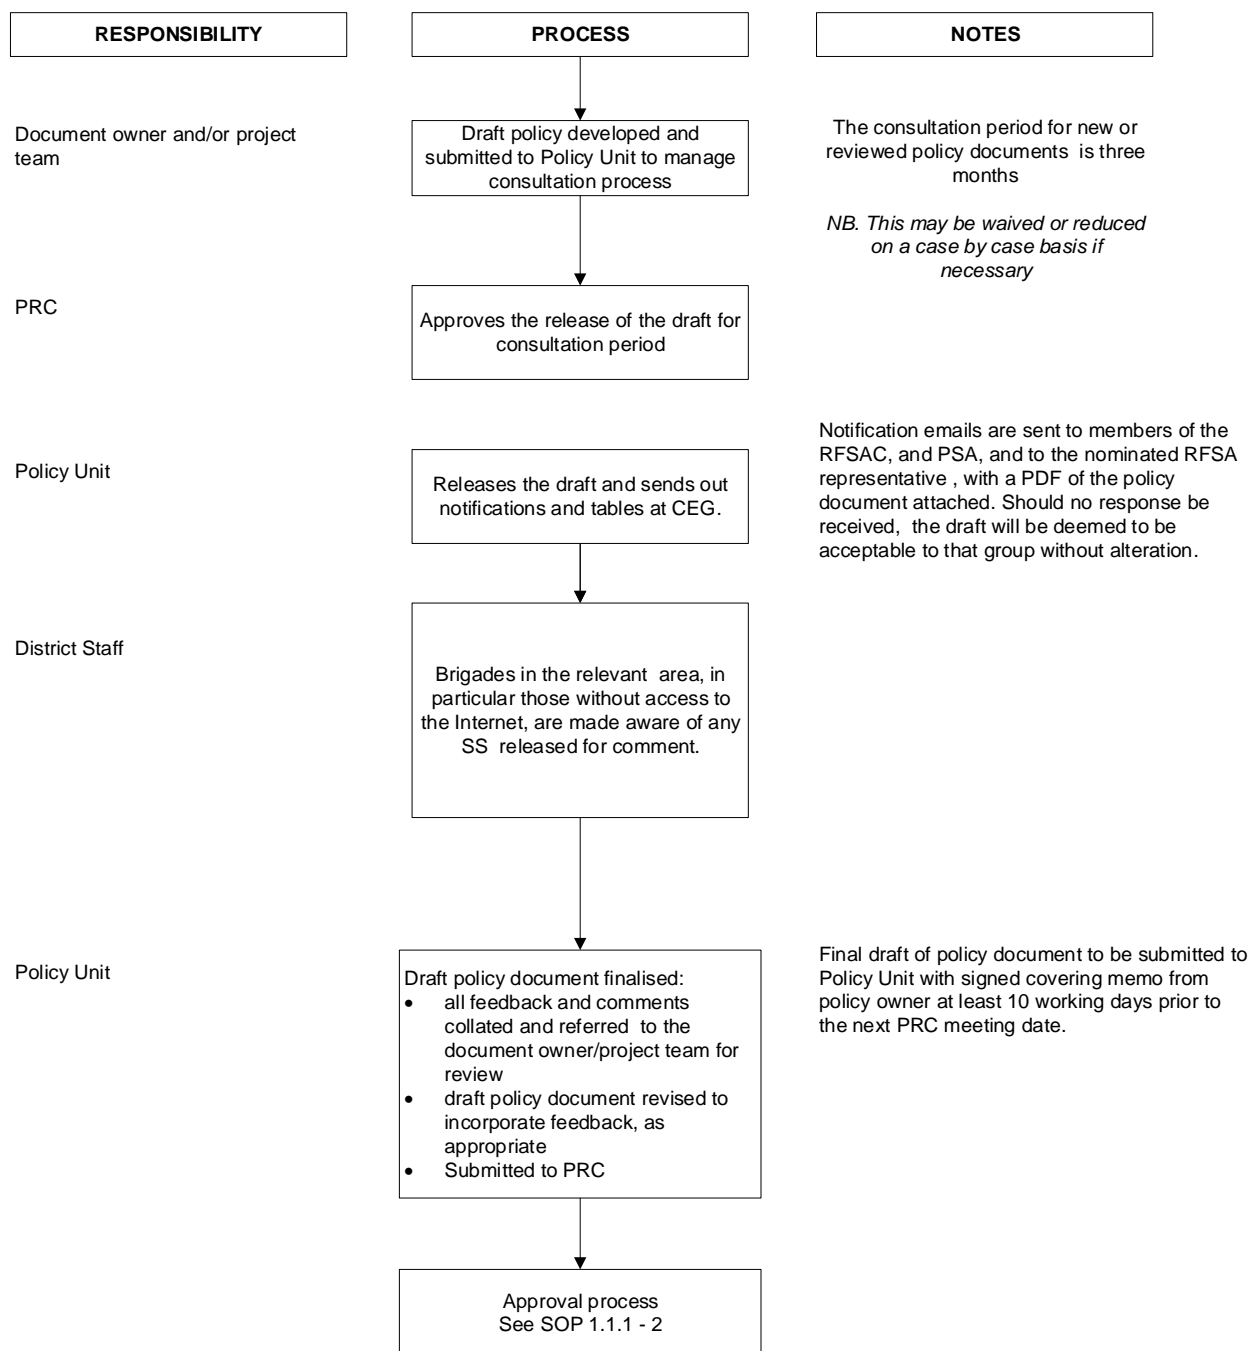 RESPONSIBILITY
PROCESS
NOTES
Document owner and/or project
team
Draft policy developed and
submitted to Policy Unit to manage
consultation process
The consultation period for new or
reviewed policy documents is three
months
NB. This may be waived or reduced
on a case by case basis if
necessary
PRC
Approves the release of the draft for
consultation period
Policy Unit
Releases the draft and sends out
notifications and tables at CEG.
Notification emails are sent to members of the
RFSAC, and PSA, and to the nominated RFSA
representative , with a PDF of the policy
document attached. Should no response be
received, the draft will be deemed to be
acceptable to that group without alteration.
District Staff
Brigades in the relevant area, in
particular those without access to
the Internet, are made aware of any
SS released for comment.
Policy Unit
Draft policy document finalised:
• all feedback and comments
collated and referred to the
document owner/project team for
review
• draft policy document revised to
incorporate feedback, as
appropriate
• Submitted to PRC
Final draft of policy document to be submitted to
Policy Unit with signed covering memo from
policy owner at least 10 working days prior to
the next PRC meeting date.
Approval process
See SOP 1.1.1 - 2